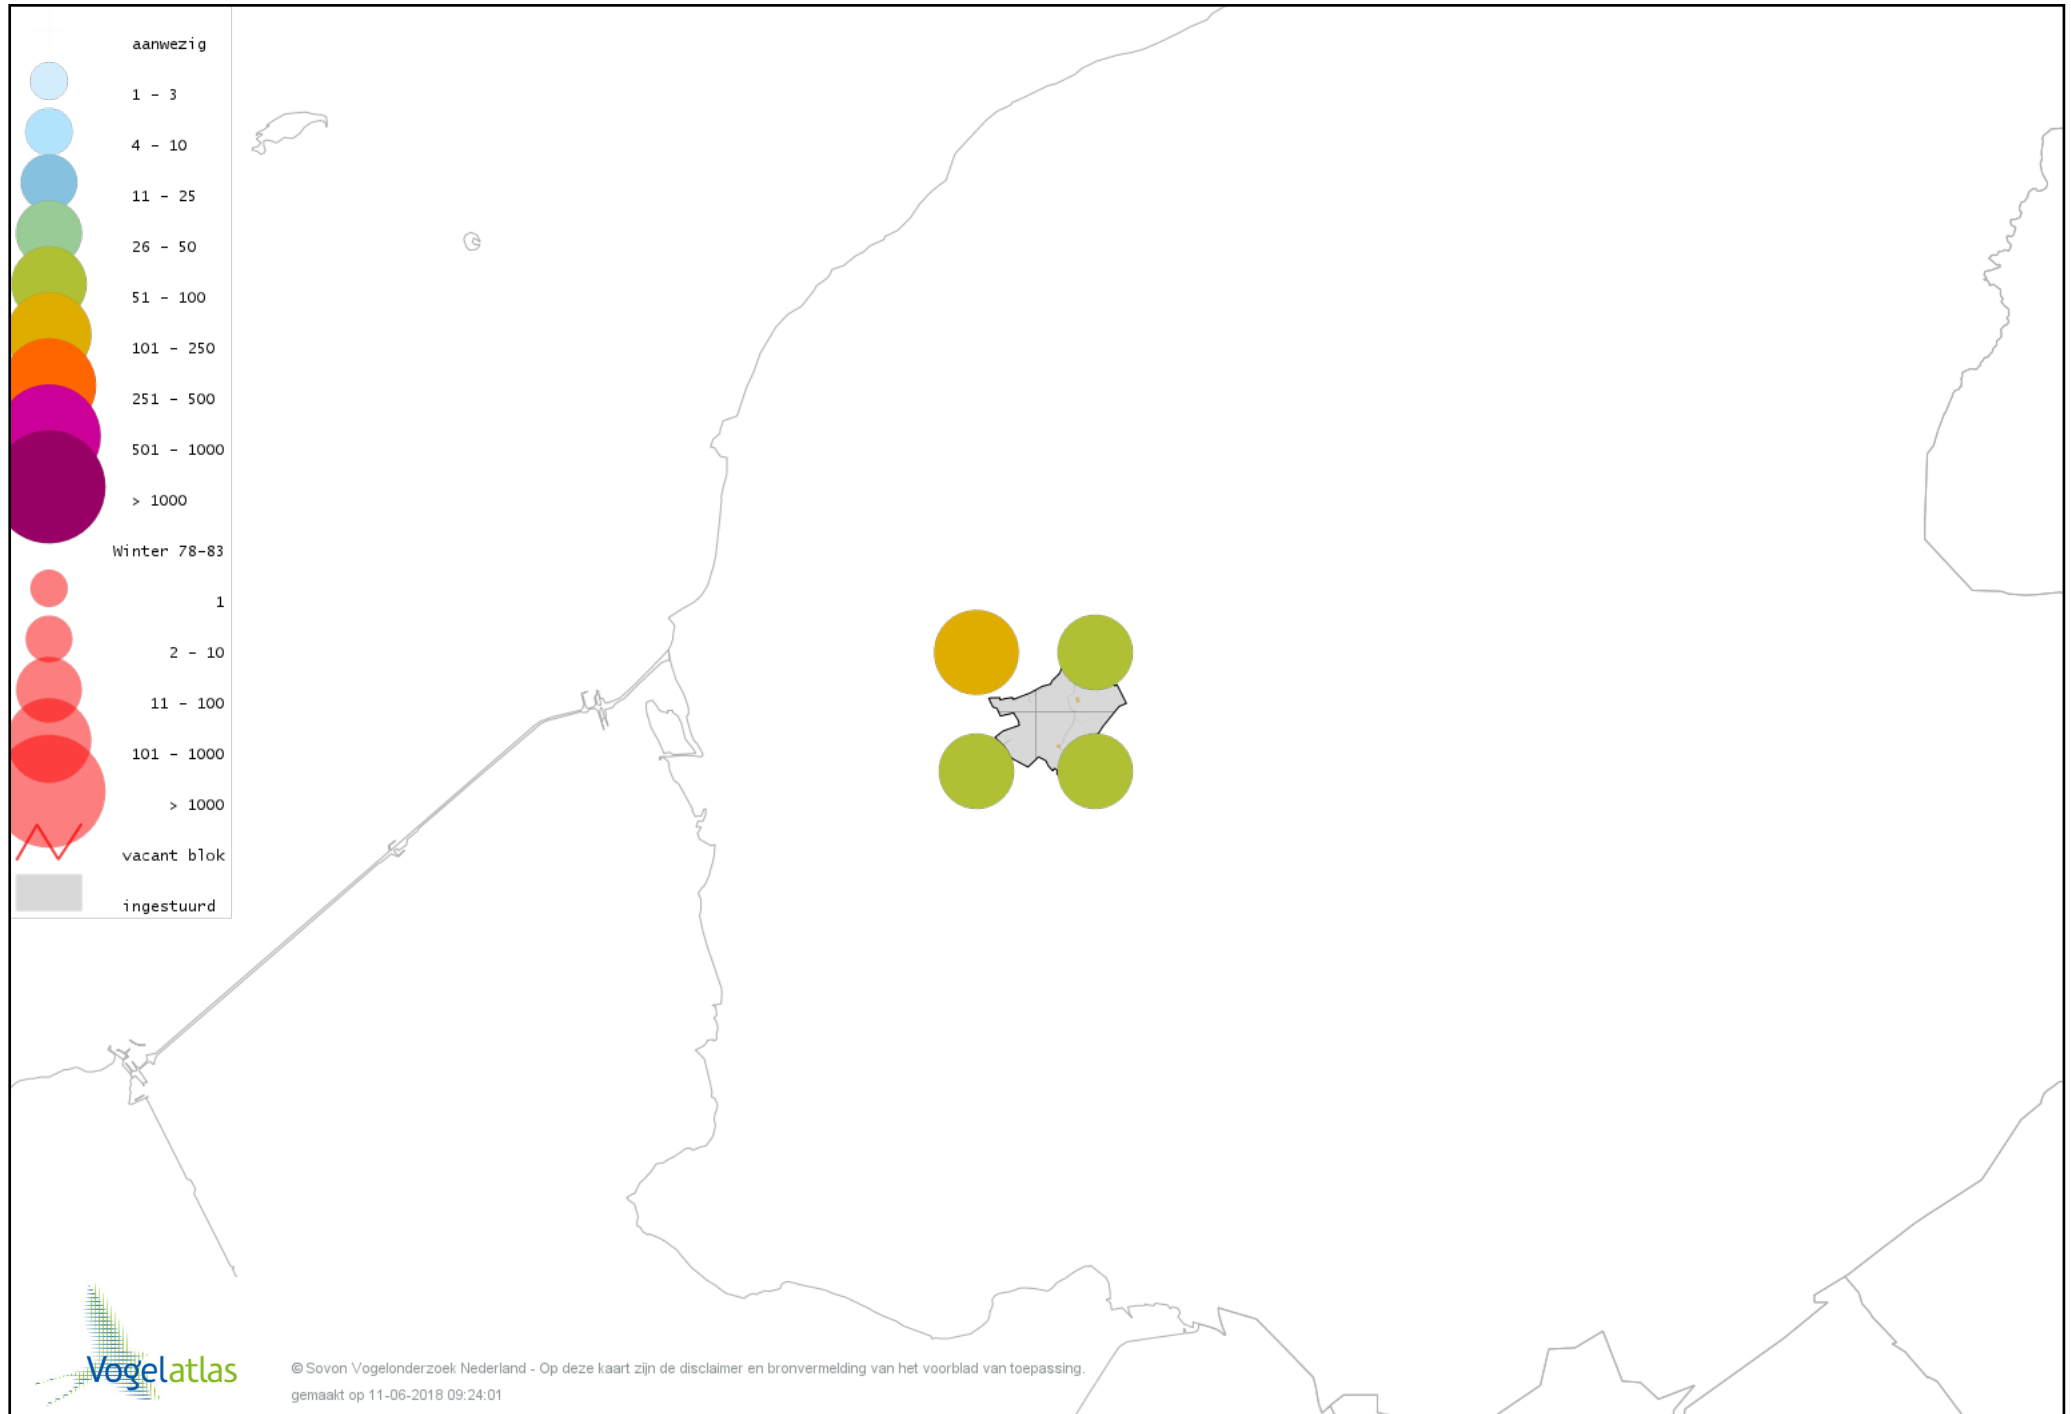 aanwezig
1 - 3
4 - 10
11 - 25
26 - 50
51 - 100
101 - 250
251 - 500
501 - 1000
> 1000
Winter 78-83
1
2 - 10
11 - 100
101 - 1000
> 1000
vacant blok
ingestuurd
Vogelatlas
© Sovon Vogelonderzoek Nederland - Op deze kaart zijn de disclaimer en bronvermelding van het voorblad van toepassing.
gemaakt op 11-06-2018 09:24:01